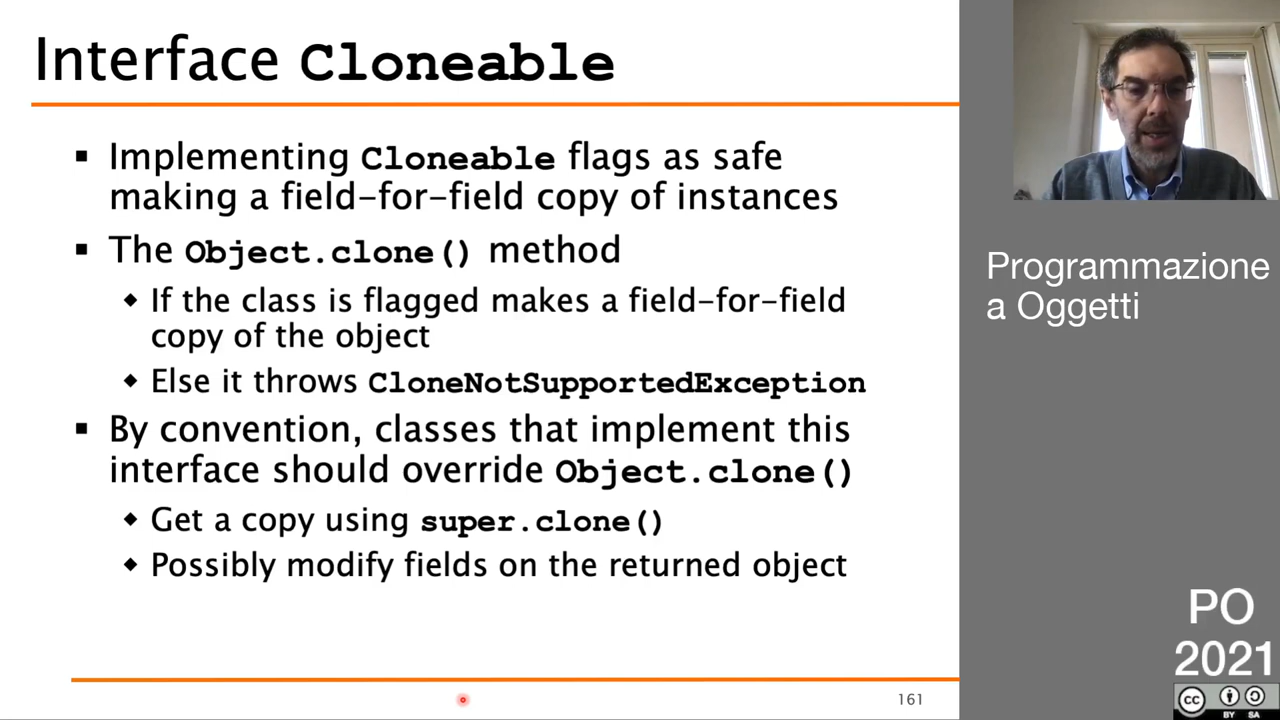 Interface Cloneable
▪ Implementing Cloneable flags as safe
making a field-for-field copy of instances
▪ The Object.clone() method
◆ If the class is flagged makes a field-for-field
copy of the object
◆ Else it throws CloneNotSupportedException
▪ By convention, classes that implement this
interface should override Object.clone()
◆ Get a copy using super.clone()
◆ Possibly modify fields on the returned object
161
Programmazione
a Oggetti
PO
2021
cc
BY SA